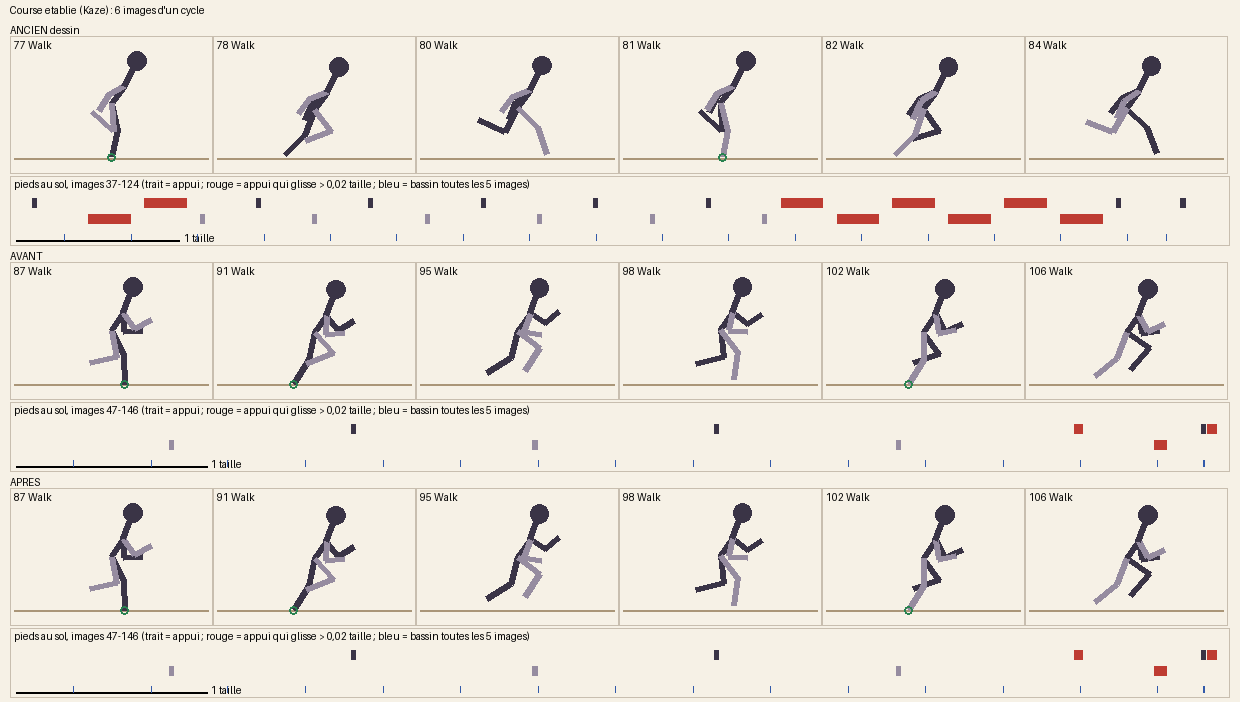 Course etablie (Kaze) : 6 images d'un cycle
ANCIEN dessin
77 Walk 78 Walk 80 Walk 81 Walk 82 Walk 84 Walk
pieds au sol, images 37-124 (trait = appui ; rouge = appui qui glisse > 0,02 taille ; bleu = bassin toutes les 5 images)
1 taille
AVANT
87 Walk 91 Walk 95 Walk 98 Walk 102 Walk 106 Walk
pieds au sol, images 47-146 (trait = appui ; rouge = appui qui glisse > 0,02 taille ; bleu = bassin toutes les 5 images)
1 taille
APRES
87 Walk 91 Walk 95 Walk 98 Walk 102 Walk 106 Walk
pieds au sol, images 47-146 (trait = appui ; rouge = appui qui glisse > 0,02 taille ; bleu = bassin toutes les 5 images)
1 taille